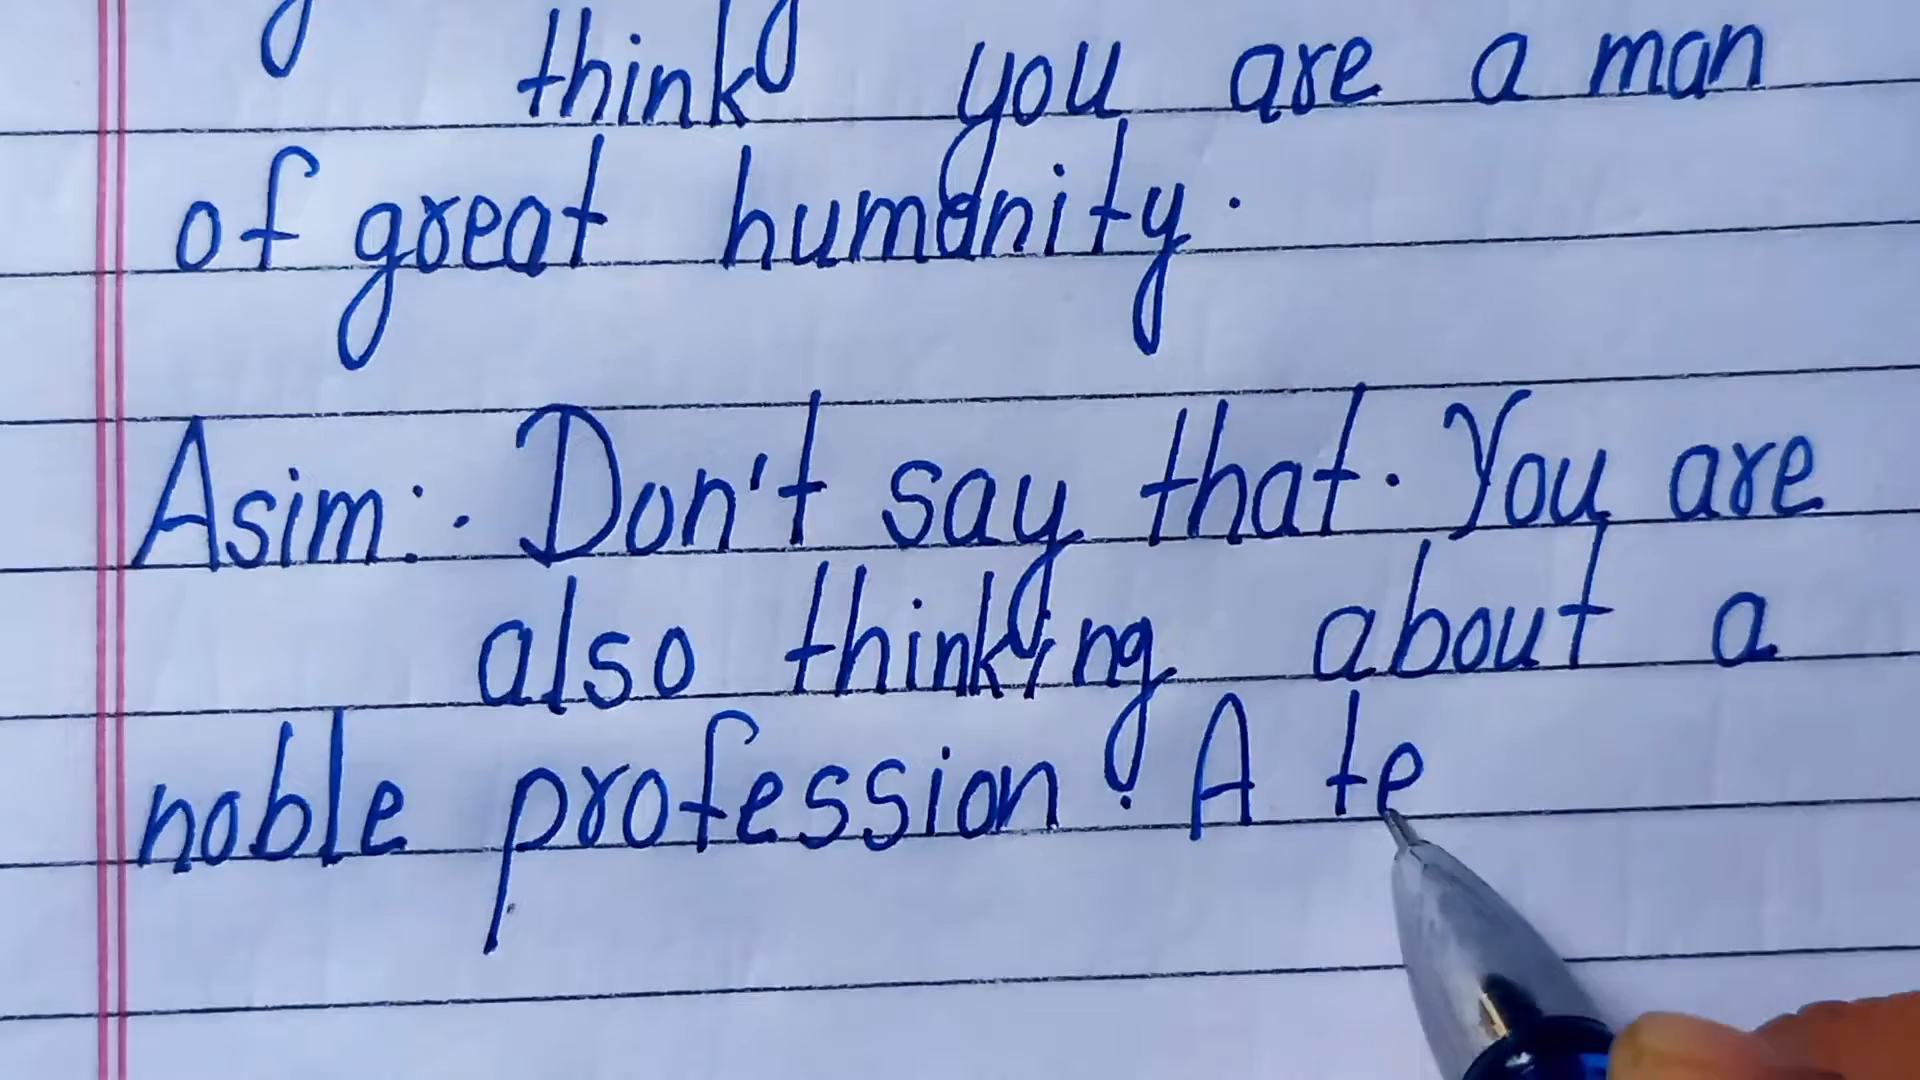 think you are a man
of great humanity.
Asim:. Don't say that. You are
also thinking about a
noble profession. A te